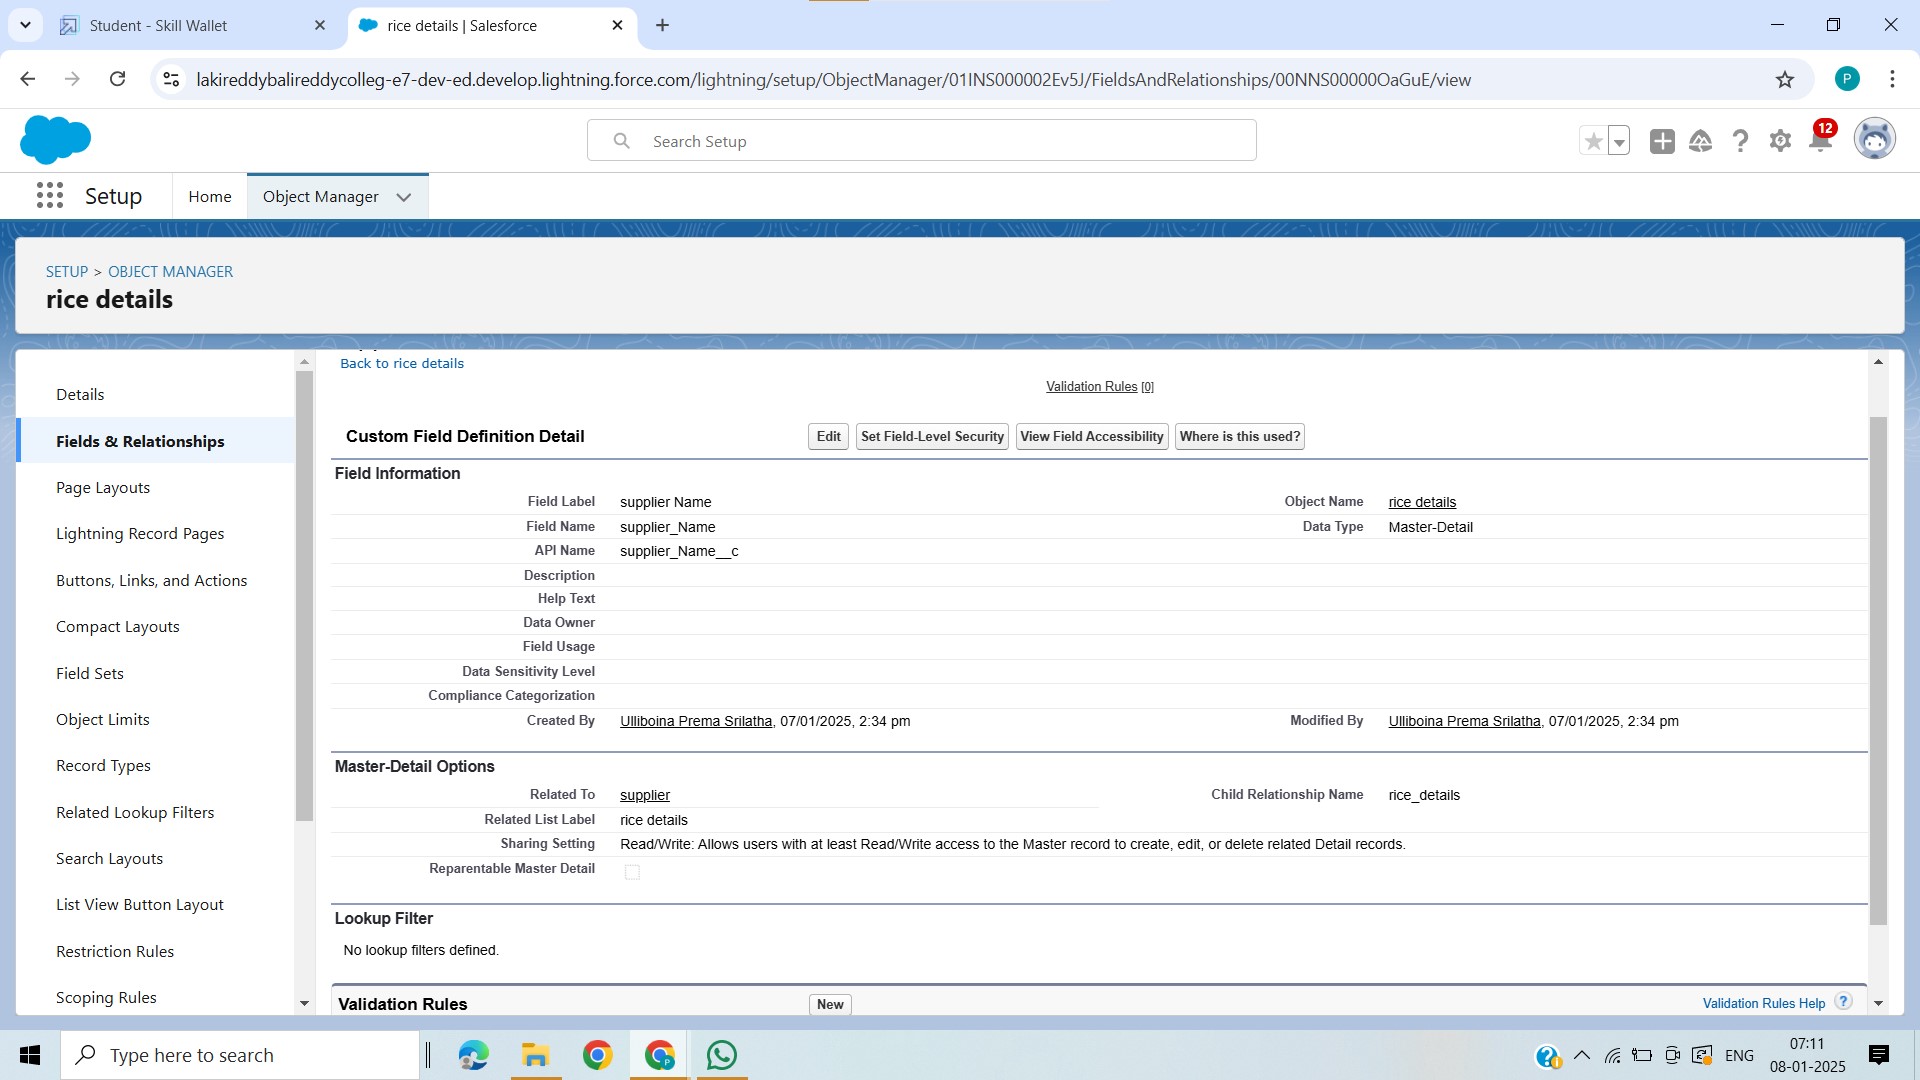 Student - Skill Wallet
rice details | Salesforce
lakireddybalireddycolleg-e7-dev-ed.develop.lightning.force.com/lightning/setup/ObjectManager/01INS000002Ev5J/FieldsAndRelationships/00NNS00000OaGuE/view
P
Search Setup
12
Setup
Home
Object Manager
SETUP > OBJECT MANAGER
rice details
Details
Fields & Relationships
Page Layouts
Lightning Record Pages
Buttons, Links, and Actions
Compact Layouts
Field Sets
Object Limits
Record Types
Related Lookup Filters
Search Layouts
List View Button Layout
Restriction Rules
Scoping Rules
Back to rice details
Validation Rules [0]
Custom Field Definition Detail
Edit
Set Field-Level Security
View Field Accessibility
Where is this used?
Field Information
Field Label supplier Name Object Name rice details
Field Name supplier_Name Data Type Master-Detail
API Name supplier_Name__c
Description
Help Text
Data Owner
Field Usage
Data Sensitivity Level
Compliance Categorization
Created By Ulliboina Prema Srilatha, 07/01/2025, 2:34 pm Modified By Ulliboina Prema Srilatha, 07/01/2025, 2:34 pm
Master-Detail Options
Related To supplier Child Relationship Name rice_details
Related List Label rice details
Sharing Setting Read/Write: Allows users with at least Read/Write access to the Master record to create, edit, or delete related Detail records.
Reparentable Master Detail
Lookup Filter
No lookup filters defined.
Validation Rules New Validation Rules Help ?
Type here to search
ENG
07:11
08-01-2025